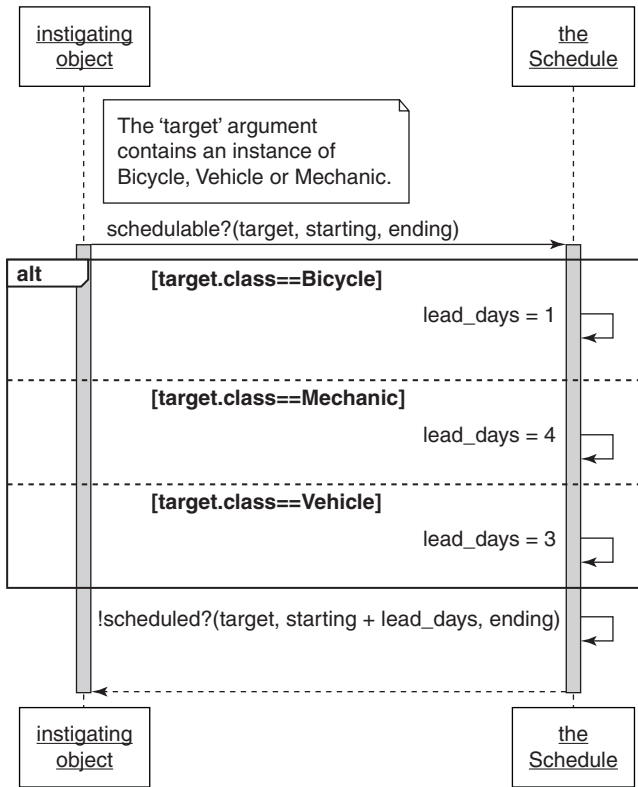 instigating
object
the
Schedule
The ‘target’ argument
contains an instance of
Bicycle, Vehicle or Mechanic.
schedulable?(target, starting, ending)
alt
[target.class==Bicycle]
lead_days = 1
[target.class==Mechanic]
lead_days = 4
[target.class==Vehicle]
lead_days = 3
!scheduled?(target, starting + lead_days, ending)
instigating
object
the
Schedule